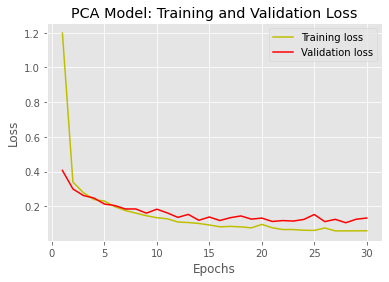 PCA Model: Training and Validation Loss
Training loss
Validation loss
1.2
1.0
0.8
0.6
0.4
0.2
Loss
0
5
10
15
20
25
30
Epochs